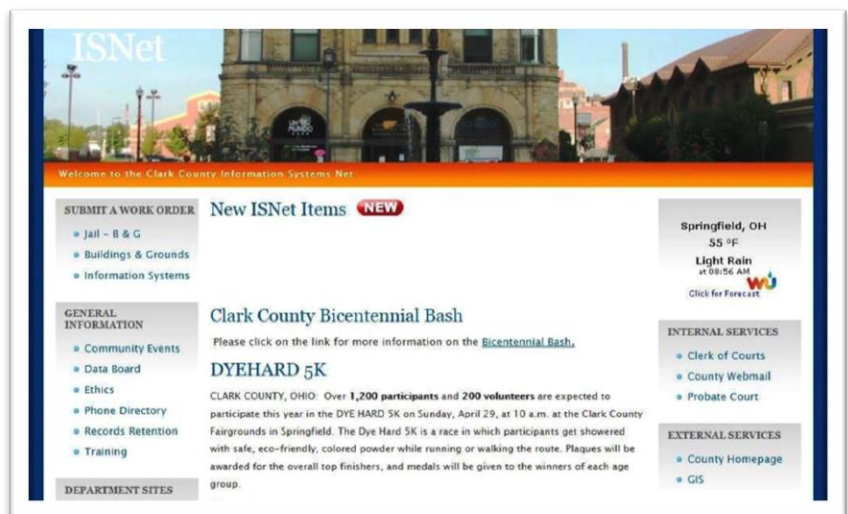 ISNet
UN MUNDO
Welcome to the Clark County Information Systems Net
SUBMIT A WORK ORDER
Jail – B & G
Buildings & Grounds
Information Systems
GENERAL
INFORMATION
Community Events
Data Board
Ethics
Phone Directory
Records Retention
Training
DEPARTMENT SITES
New ISNet Items NEW
Clark County Bicentennial Bash
Please click on the link for more information on the Bicentennial Bash.
DYEHARD 5K
CLARK COUNTY, OHIO: Over 1,200 participants and 200 volunteers are expected to
participate this year in the DYE HARD 5K on Sunday, April 29, at 10 a.m. at the Clark County
Fairgrounds in Springfield. The Dye Hard 5K is a race in which participants get showered
with safe, eco-friendly, colored powder while running or walking the route. Plaques will be
awarded for the overall top finishers, and medals will be given to the winners of each age
group.
Springfield, OH
55 °F
Light Rain
at 08:56 AM
WU
Click for Forecast
INTERNAL SERVICES
Clerk of Courts
County Webmail
Probate Court
EXTERNAL SERVICES
County Homepage
GIS